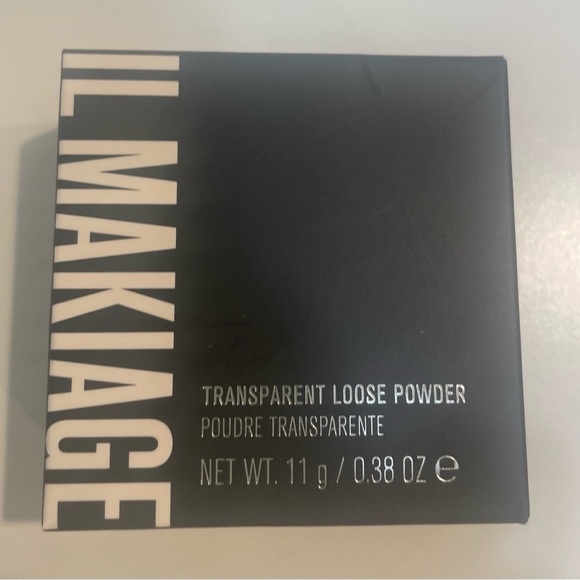 IL MAKIAGE
TRANSPARENT LOOSE POWDER
POUDRE TRANSPARENTE
NET WT. 11 g / 0.38 OZ ℮